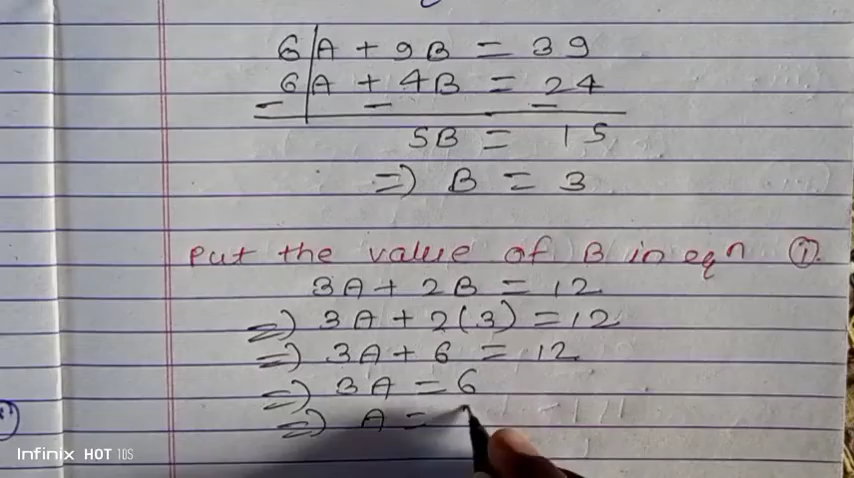 6A + 9B = 39
6A + 4B = 24
- - -
5B = 15
=) B = 3
Put the value of B in eqn ①.
3A + 2B = 12
=) 3A + 2(3) = 12
=) 3A + 6 = 12
=) 3A = 6
=) A =
Infinix HOT 10S